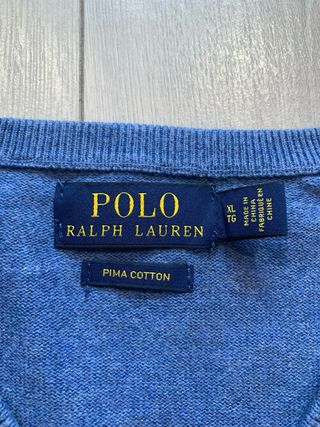 POLO
RALPH LAUREN
XL
TG
MADE IN
CHINA
FABRIQUÉ EN
CHINE
PIMA COTTON